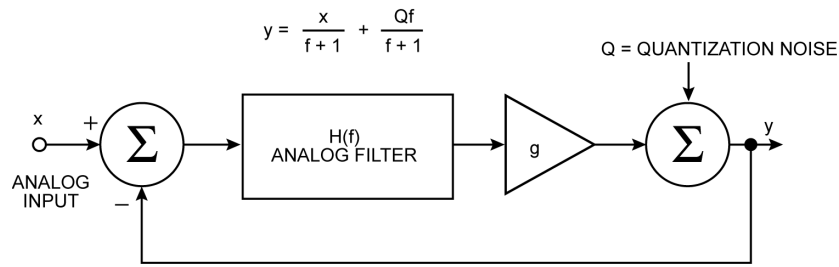 y = x / f + 1 + Qf / f + 1
Q = QUANTIZATION NOISE
x
+
Σ
H(f)
ANALOG FILTER
g
Σ
y
ANALOG
INPUT
–